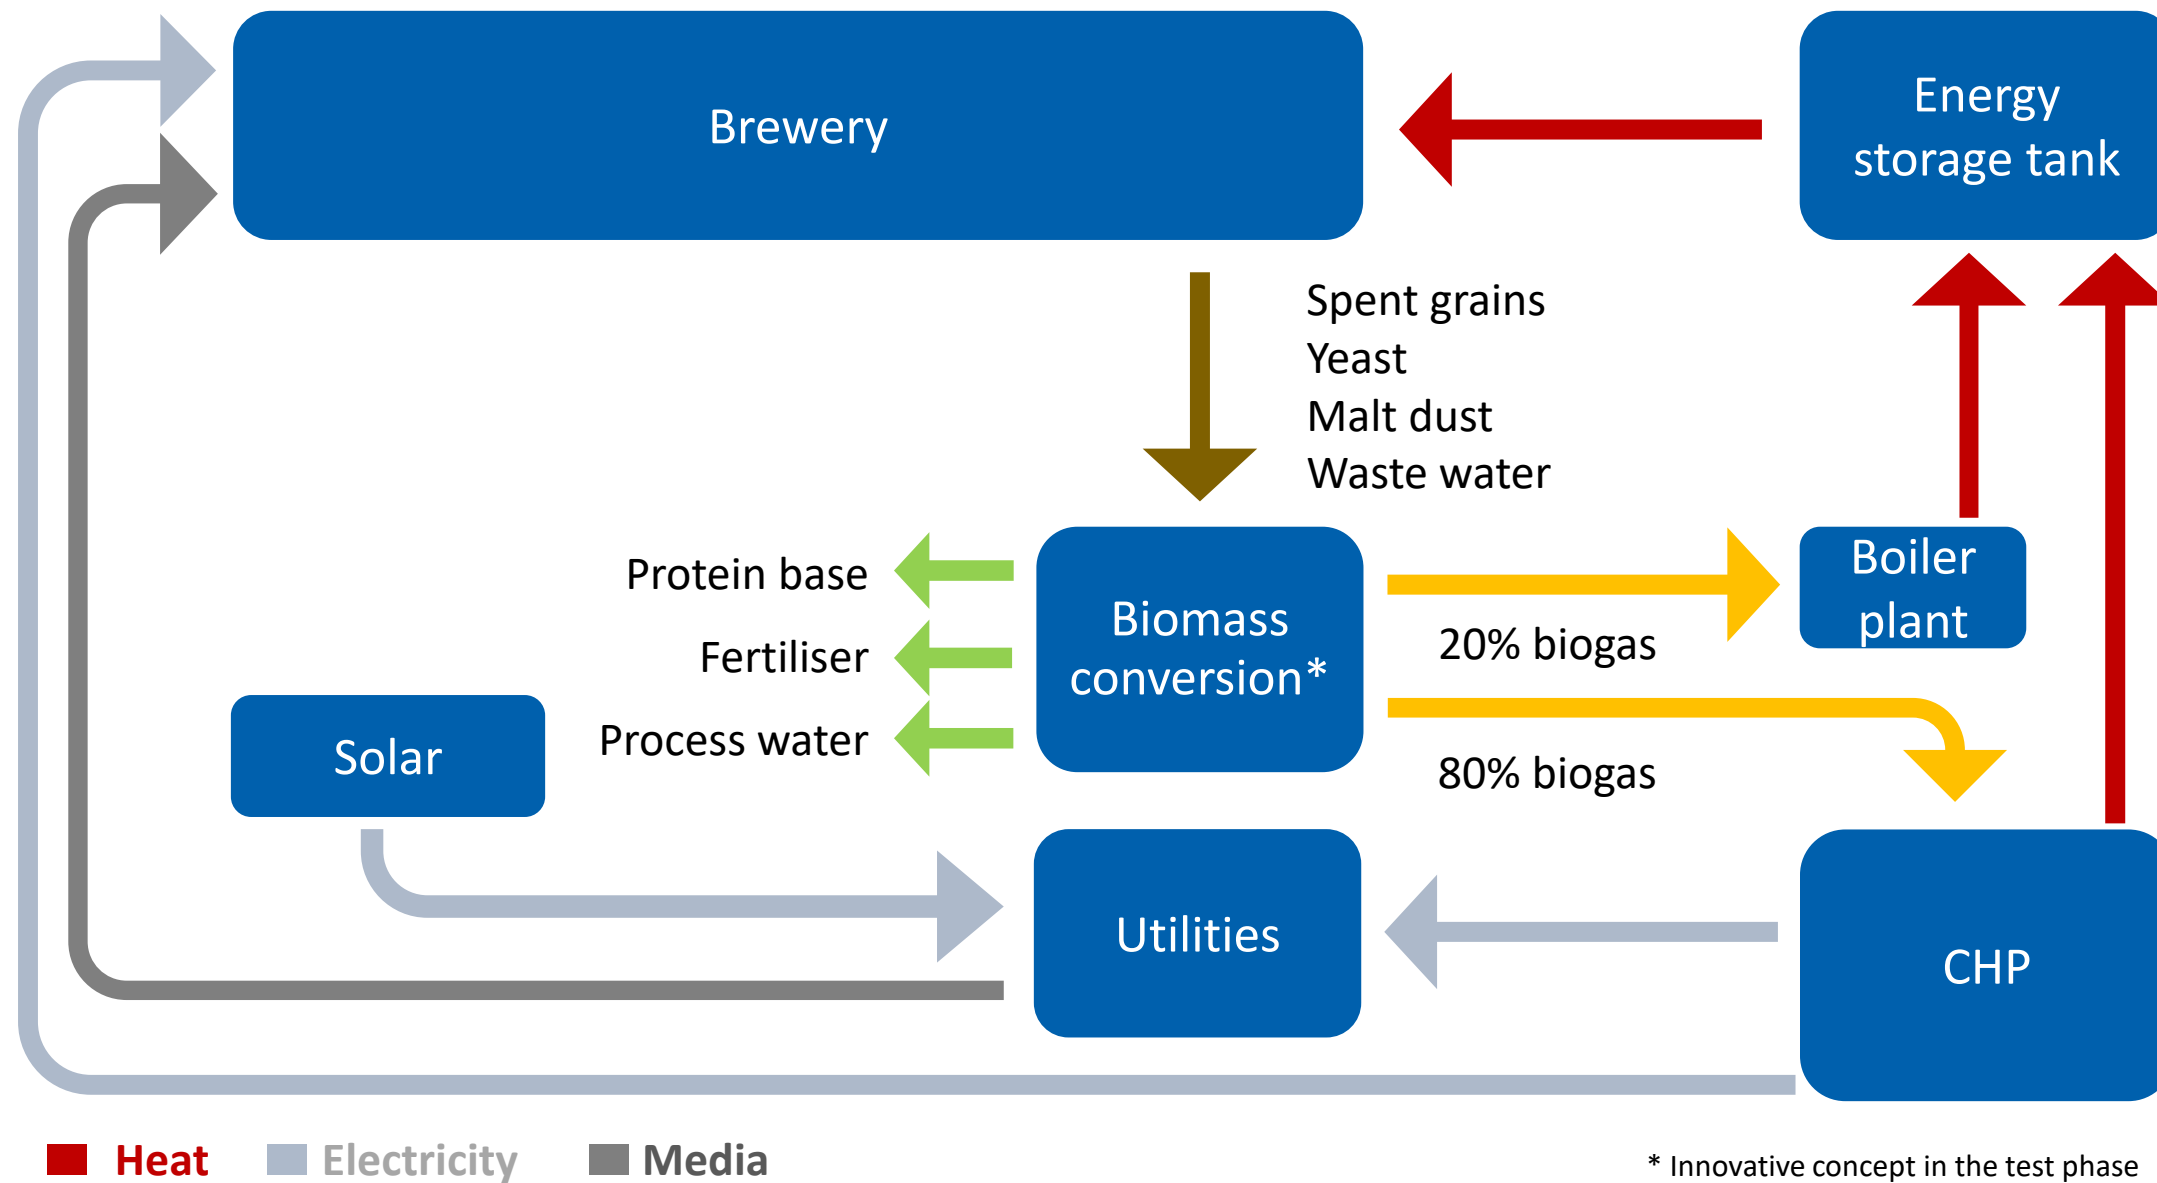 Brewery
Energy
storage tank
Spent grains
Yeast
Malt dust
Waste water
Protein base
Fertiliser
Process water
Biomass
conversion*
20% biogas
80% biogas
Boiler
plant
Solar
Utilities
CHP
Heat
Electricity
Media
* Innovative concept in the test phase